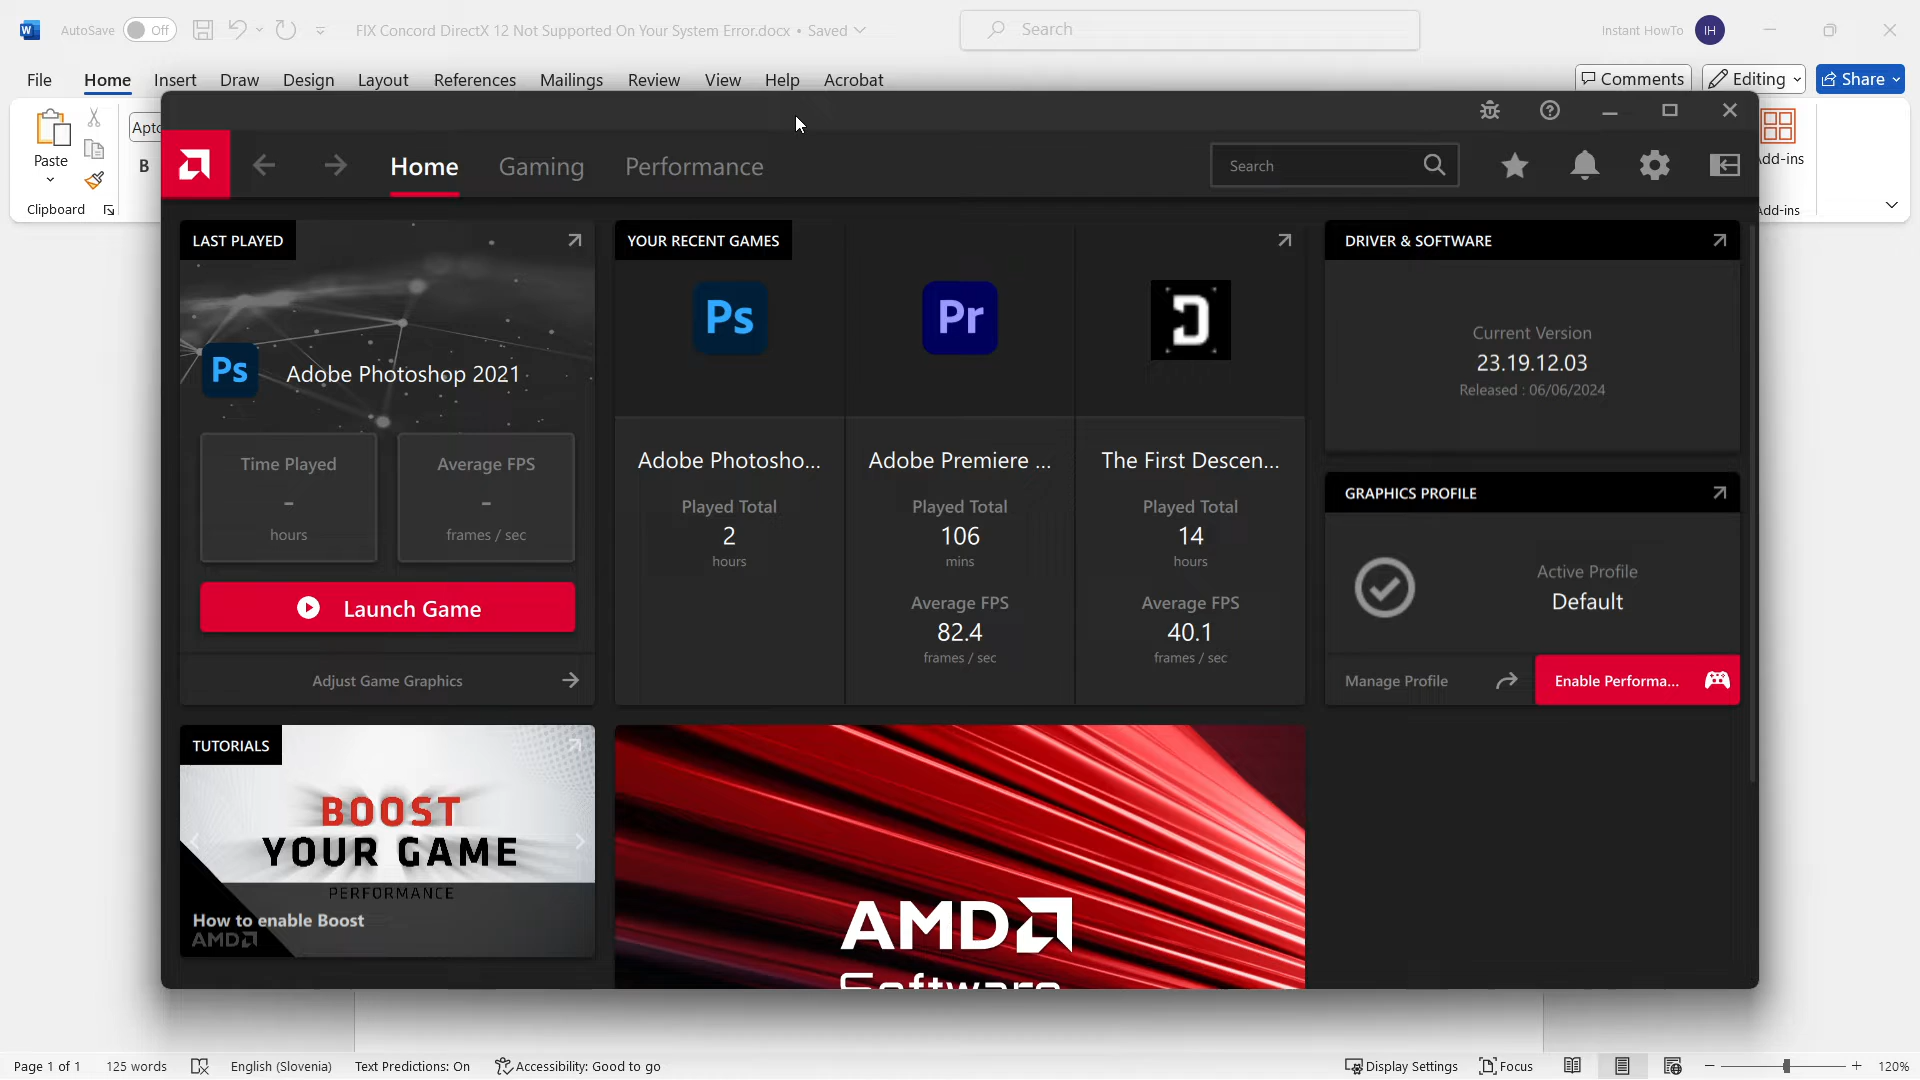 AutoSave Off FIX Concord DirectX 12 Not Supported On Your System Error.docx • Saved Search Instant HowTo IH
File Home Insert Draw Design Layout References Mailings Review View Help Acrobat Comments Editing Share
Paste
B
Clipboard
Add-ins
Home Gaming Performance Search
LAST PLAYED
Ps Adobe Photoshop 2021
Time Played
-
hours
Average FPS
-
frames / sec
Launch Game
Adjust Game Graphics
YOUR RECENT GAMES
Ps
Adobe Photosho...
Played Total
2
hours
Pr
Adobe Premiere ...
Played Total
106
mins
Average FPS
82.4
frames / sec
The First Descen...
Played Total
14
hours
Average FPS
40.1
frames / sec
DRIVER & SOFTWARE
Current Version
23.19.12.03
Released : 06/06/2024
GRAPHICS PROFILE
Active Profile
Default
Manage Profile
Enable Performa...
TUTORIALS
BOOST
YOUR GAME
PERFORMANCE
How to enable Boost
AMD
AMD
Software
Page 1 of 1 125 words English (Slovenia) Text Predictions: On Accessibility: Good to go Display Settings Focus 120%